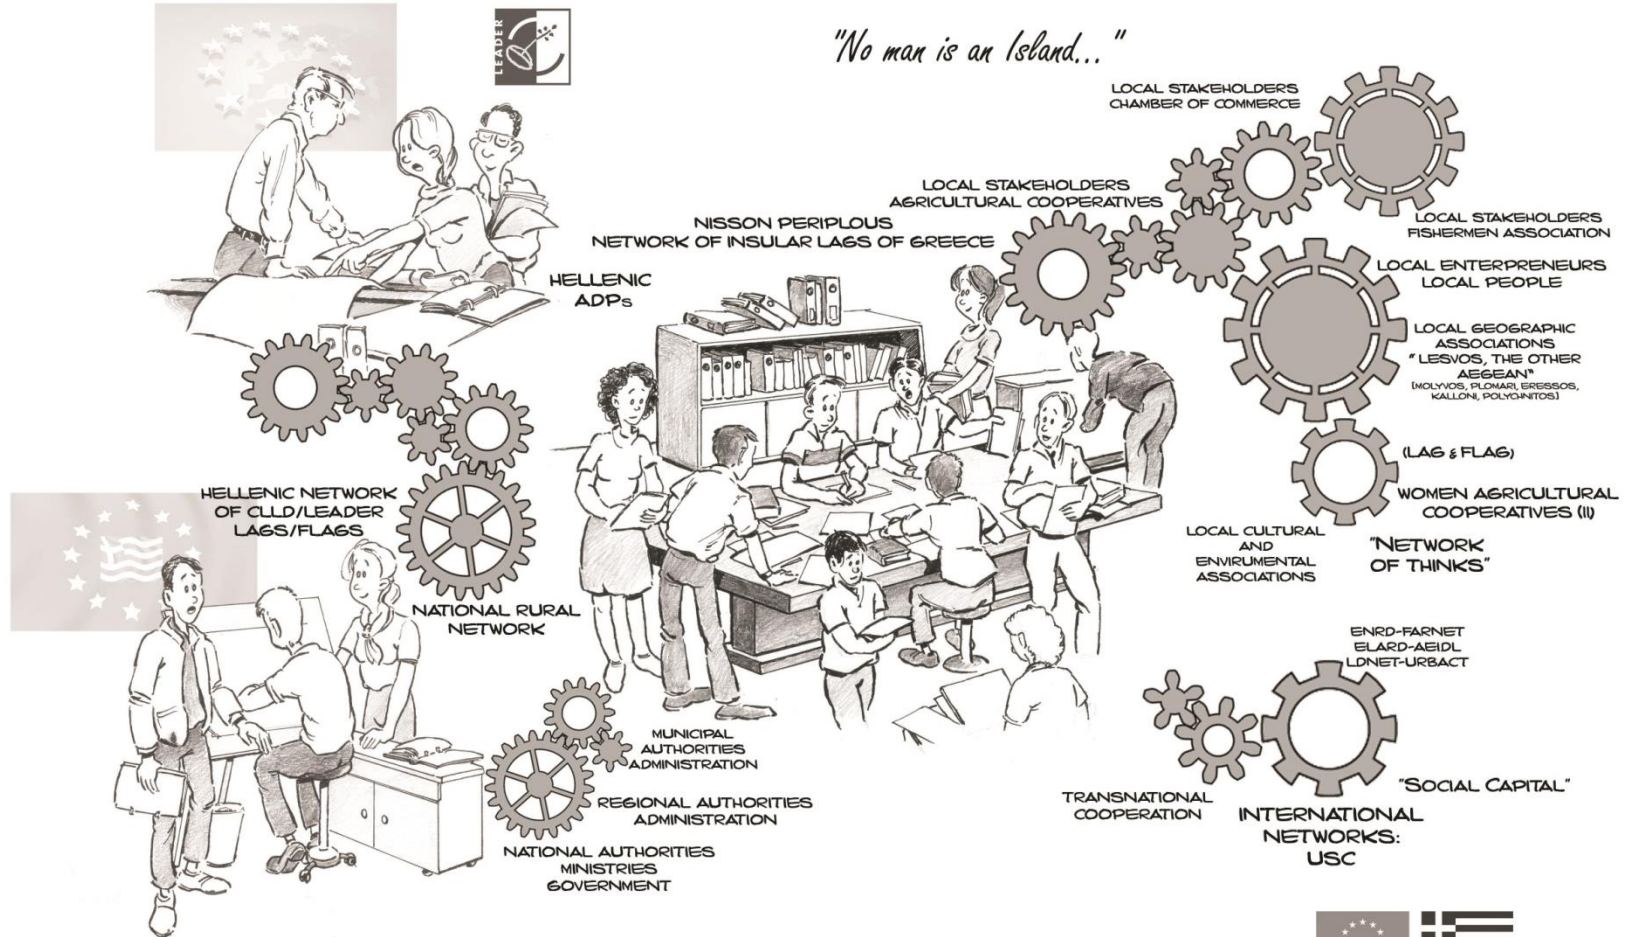 LEADER
"No man is an Island..."
LOCAL STAKEHOLDERS
CHAMBER OF COMMERCE
LOCAL STAKEHOLDERS
AGRICULTURAL COOPERATIVES
NISSON PERIPLOUS
NETWORK OF INSULAR LAGS OF GREECE
LOCAL STAKEHOLDERS
FISHERMEN ASSOCIATION
HELLENIC
ADPs
LOCAL ENTERPRENEURS
LOCAL PEOPLE
LOCAL GEOGRAPHIC
ASSOCIATIONS
" LESVOS, THE OTHER
AEGEAN"
[MOLYVOS, PLOMARI, ERESSOS,
KALLONI, POLYCHNITOS]
(LAG & FLAG)
WOMEN AGRICULTURAL
COOPERATIVES (11)
HELLENIC NETWORK
OF CLLD/LEADER
LAGS/FLAGS
LOCAL CULTURAL
AND
ENVIRUMENTAL
ASSOCIATIONS
"NETWORK
OF THINKS"
NATIONAL RURAL
NETWORK
ENRD-FARNET
ELARD-AEIDL
LDNET-URBACT
MUNICIPAL
AUTHORITIES
ADMINISTRATION
REGIONAL AUTHORITIES
ADMINISTRATION
NATIONAL AUTHORITIES
MINISTRIES
GOVERNMENT
TRANSNATIONAL
COOPERATION
"SOCIAL CAPITAL"
INTERNATIONAL
NETWORKS:
USC